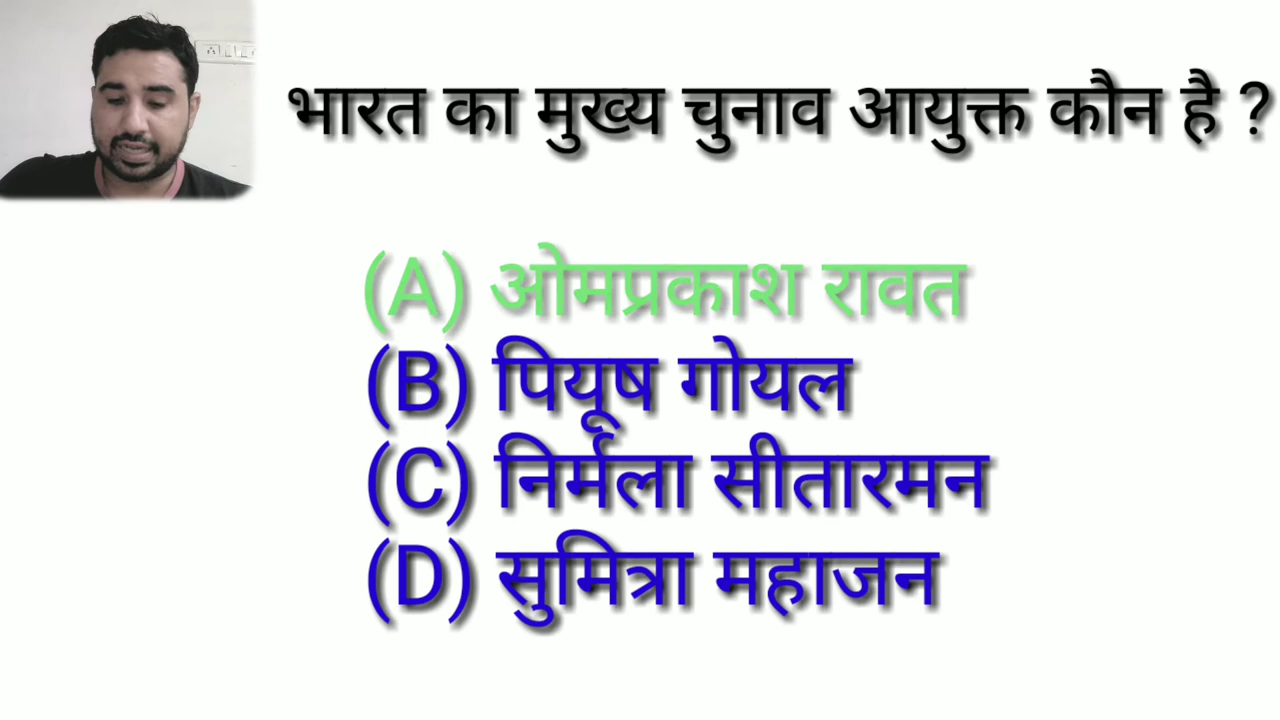 भारत का मुख्य चुनाव आयुक्त कौन है ?
(A) ओमप्रकाश रावत
(B) पियूष गोयल
(C) निर्मला सीतारमन
(D) सुमित्रा महाजन